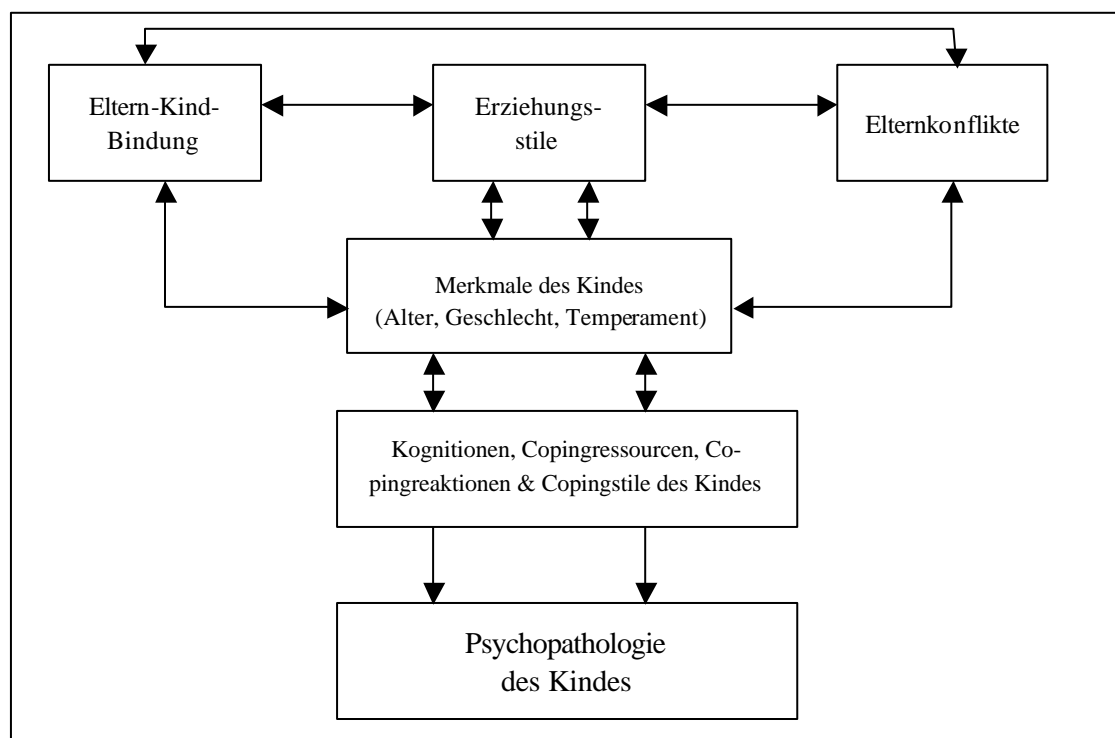 Eltern-Kind-
Bindung
Erziehungs-
stile
Elternkonflikte
Merkmale des Kindes
(Alter, Geschlecht, Temperament)
Kognitionen, Copingressourcen, Co-
pingreaktionen & Copingstile des Kindes
Psychopathologie
des Kindes